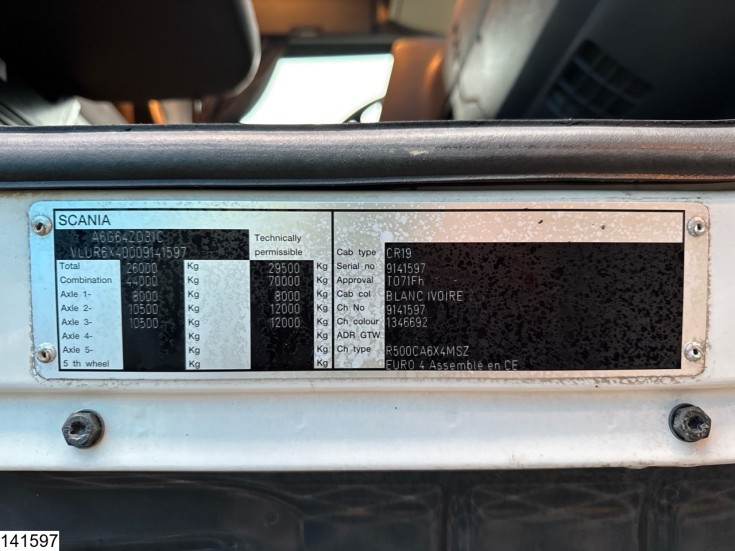 SCANIA
A6G64Z031C
VLUR6X40009141597
Technically
permissible
Total 26000 Kg 29500 Kg
Combination 44000 Kg 70000 Kg
Axle 1- 8000 Kg 8000 Kg
Axle 2- 10500 Kg 12000 Kg
Axle 3- 10500 Kg 12000 Kg
Axle 4- Kg Kg
Axle 5- Kg Kg
5 th wheel Kg Kg
Cab type CR19
Serial no 9141597
Approval T071Fh
Cab col BLANC IVOIRE
Ch No 9141597
Ch colour 1346692
ADR GTW
Ch type R500CA6X4MSZ
EURO 4 Assemblé en CE
141597